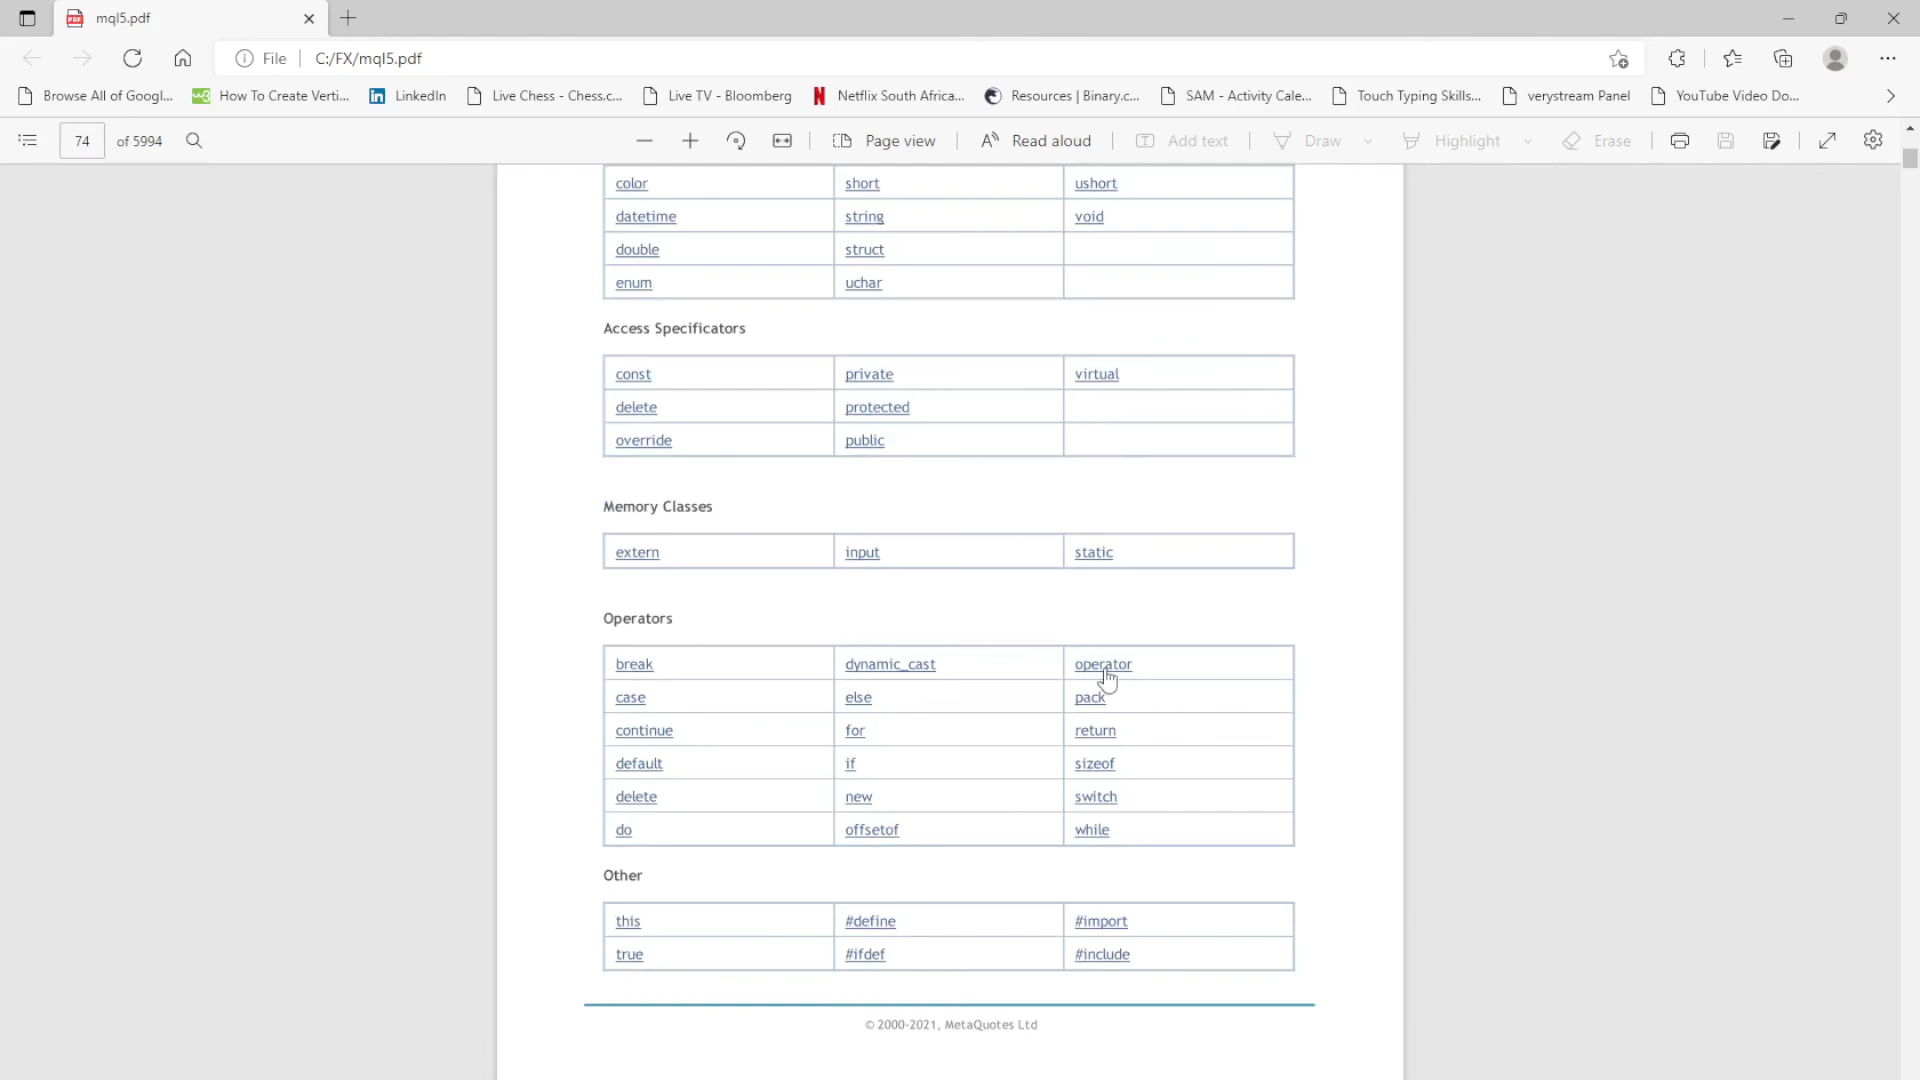 mql5.pdf
File C:/FX/mql5.pdf
Browse All of Googl... How To Create Verti... LinkedIn Live Chess - Chess.c... Live TV - Bloomberg Netflix South Africa... Resources | Binary.c... SAM - Activity Cale... Touch Typing Skills... verystream Panel YouTube Video Do...
74 of 5994 Page view Read aloud Add text Draw Highlight Erase
color short ushort
datetime string void
double struct
enum uchar
Access Specificators
const private virtual
delete protected
override public
Memory Classes
extern input static
Operators
break dynamic_cast operator
case else pack
continue for return
default if sizeof
delete new switch
do offsetof while
Other
this #define #import
true #ifdef #include
© 2000-2021, MetaQuotes Ltd